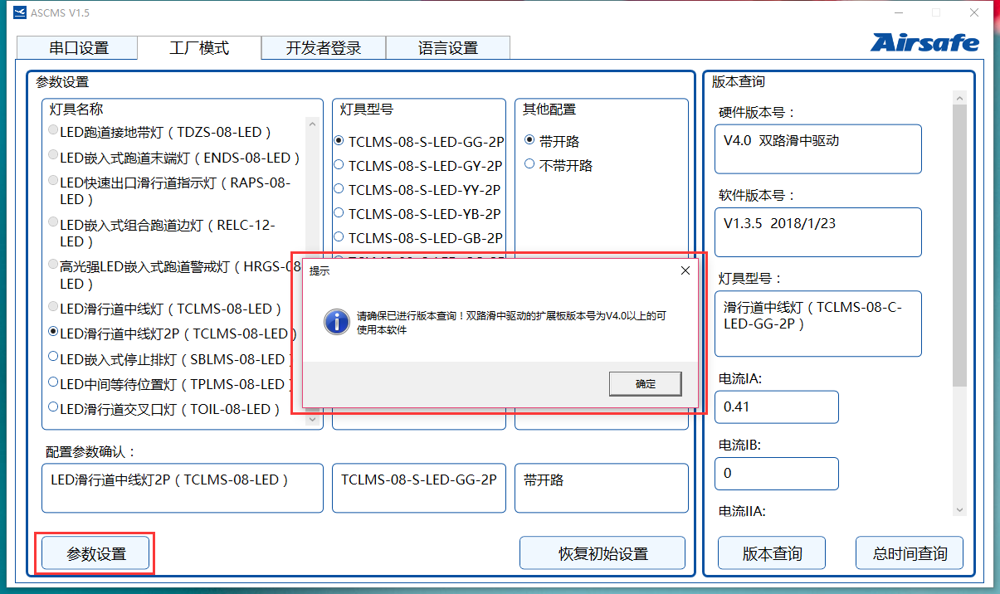 ASCMS V1.5
串口设置
工厂模式
开发者登录
语言设置
Airsafe
参数设置
灯具名称
LED跑道接地带灯（TDZS-08-LED）
LED嵌入式跑道末端灯（ENDS-08-LED）
LED快速出口滑行道指示灯（RAPS-08-
LED）
LED嵌入式组合跑道边灯（RELC-12-
LED）
高光强LED嵌入式跑道警戒灯（HRGS-08
LED）
LED滑行道中线灯（TCLMS-08-LED）
LED滑行道中线灯2P（TCLMS-08-LED）
LED嵌入式停止排灯（SBLMS-08-LED
LED中间等待位置灯（TPLMS-08-LED
LED滑行道交叉口灯（TOIL-08-LED）
灯具型号
TCLMS-08-S-LED-GG-2P
TCLMS-08-S-LED-GY-2P
TCLMS-08-S-LED-YY-2P
TCLMS-08-S-LED-YB-2P
TCLMS-08-S-LED-GB-2P
其他配置
带开路
不带开路
提示
请确保已进行版本查询！双路滑中驱动的扩展板版本号为V4.0以上的可
使用本软件
确定
配置参数确认：
LED滑行道中线灯2P（TCLMS-08-LED）
TCLMS-08-S-LED-GG-2P
带开路
参数设置
恢复初始设置
版本查询
硬件版本号：
V4.0 双路滑中驱动
软件版本号：
V1.3.5 2018/1/23
灯具型号：
滑行道中线灯（TCLMS-08-C-
LED-GG-2P）
电流IA:
0.41
电流IB:
0
电流IIA:
版本查询
总时间查询